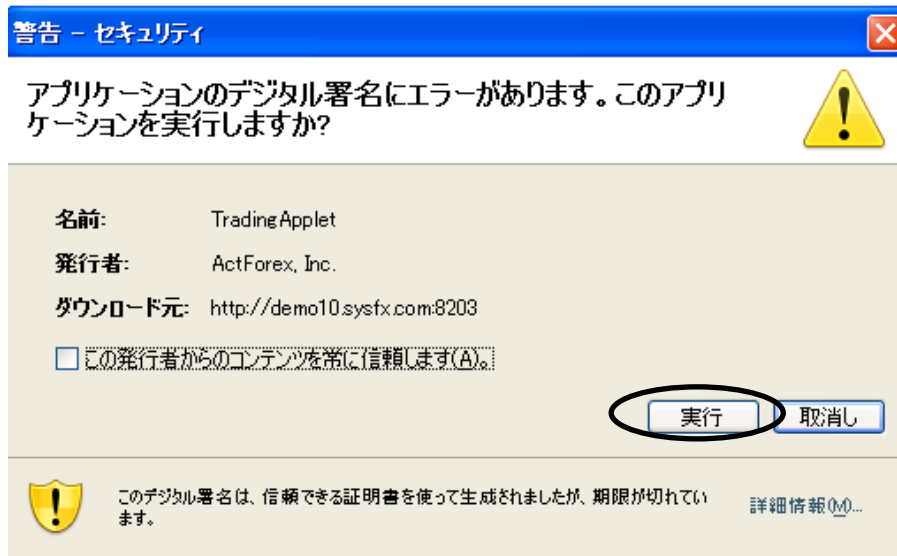 警告 - セキュリティ
アプリケーションのデジタル署名にエラーがあります。このアプリ
ケーションを実行しますか?
名前: TradingApplet
発行者: ActForex, Inc.
ダウンロード元: http://demo10.sysfx.com:8203
この発行者からのコンテンツを常に信頼します(A)。
実行 取消し
このデジタル署名は、信頼できる証明書を使って生成されましたが、期限が切れてい
ます。
詳細情報(M)...